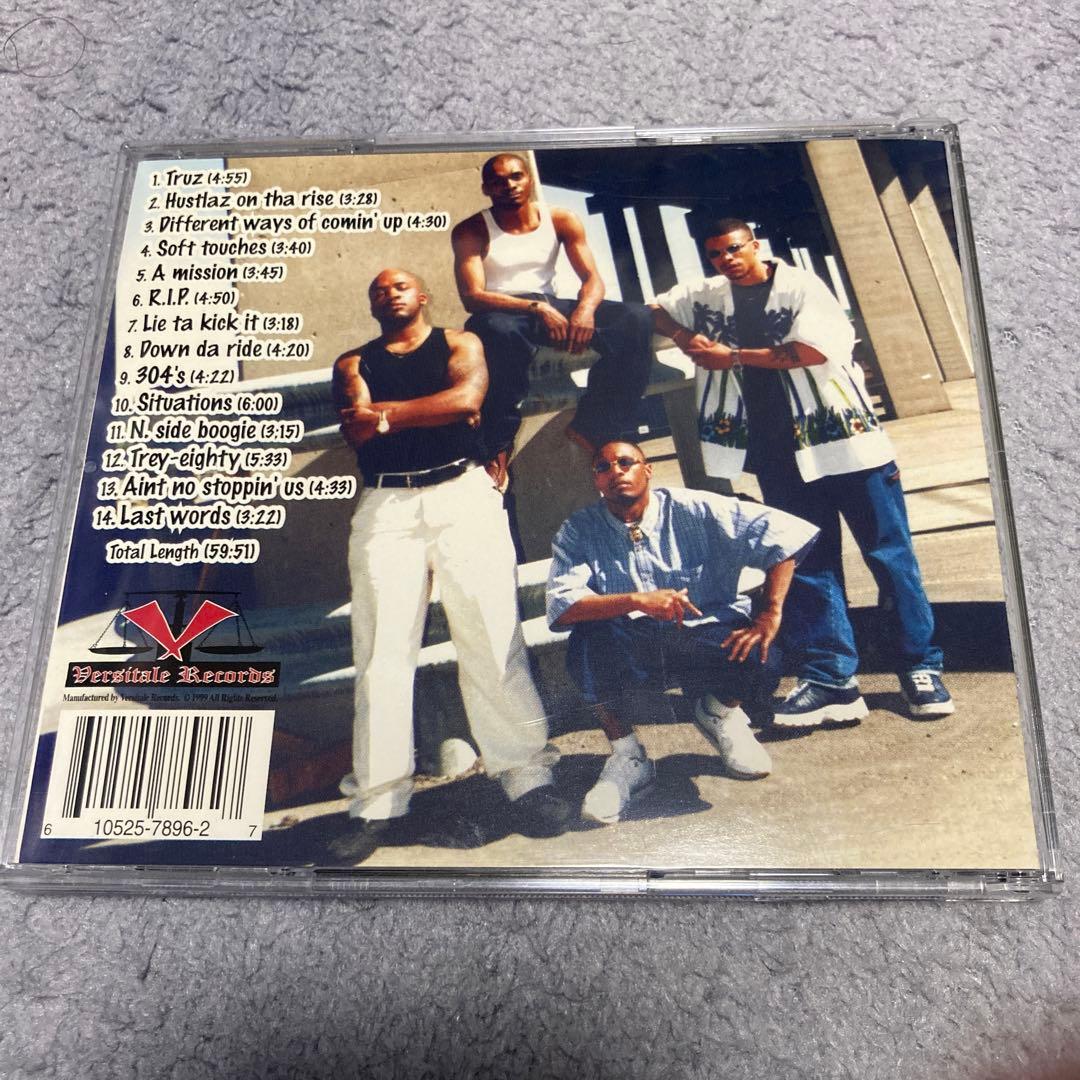 1. Truz (4:55)
2. Hustlaz on tha rise (3:28)
3. Different ways of comin' up (4:30)
4. Soft touches (3:40)
5. A mission (3:45)
6. R.I.P. (4:50)
7. Lie ta kick it (3:18)
8. Down da ride (4:20)
9. 304's (4:22)
10. Situations (6:00)
11. N. side boogie (3:15)
12. Trey-eighty (5:33)
13. Aint no stoppin' us (4:33)
14. Last words (3:22)
Total Length (59:51)
Versitale Records
Manufactured by Versitale Records. © 1999 All Rights Reserved.
6 10525-7896-2 7